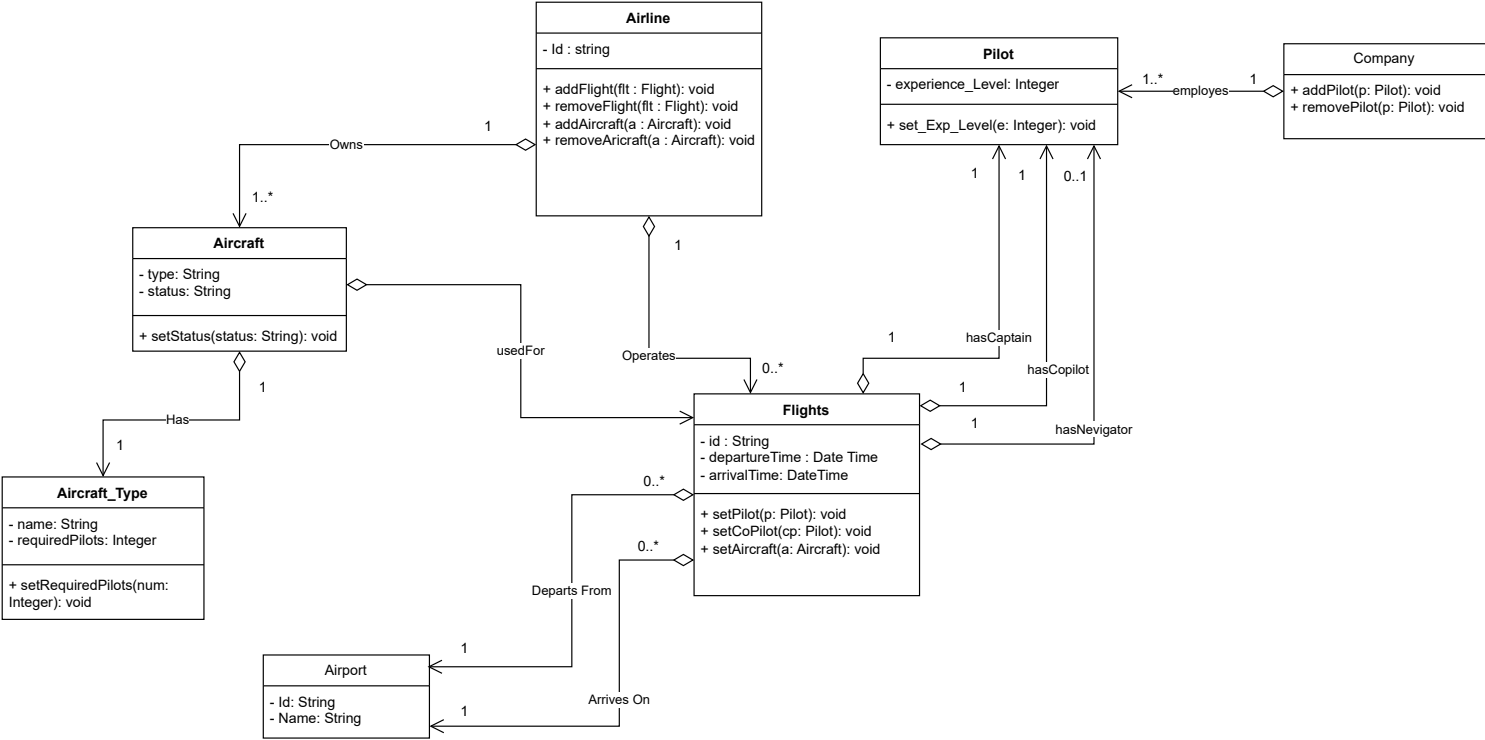 Airline
- Id : string
+ addFlight(flt : Flight): void
+ removeFlight(flt : Flight): void
+ addAircraft(a : Aircraft): void
+ removeAricraft(a : Aircraft): void
Pilot
- experience_Level: Integer
+ set_Exp_Level(e: Integer): void
1..*
employes
1
Company
+ addPilot(p: Pilot): void
+ removePilot(p: Pilot): void
1
Owns
1..*
1
1
1
0..1
Aircraft
- type: String
- status: String
+ setStatus(status: String): void
1
usedFor
Operates
0..*
1
hasCaptain
hasCopilot
1
1
hasNevigator
1
Has
1
Flights
- id : String
- departureTime : Date Time
- arrivalTime: DateTime
+ setPilot(p: Pilot): void
+ setCoPilot(cp: Pilot): void
+ setAircraft(a: Aircraft): void
Aircraft_Type
- name: String
- requiredPilots: Integer
+ setRequiredPilots(num:
Integer): void
0..*
0..*
Departs From
1
Arrives On
1
Airport
- Id: String
- Name: String